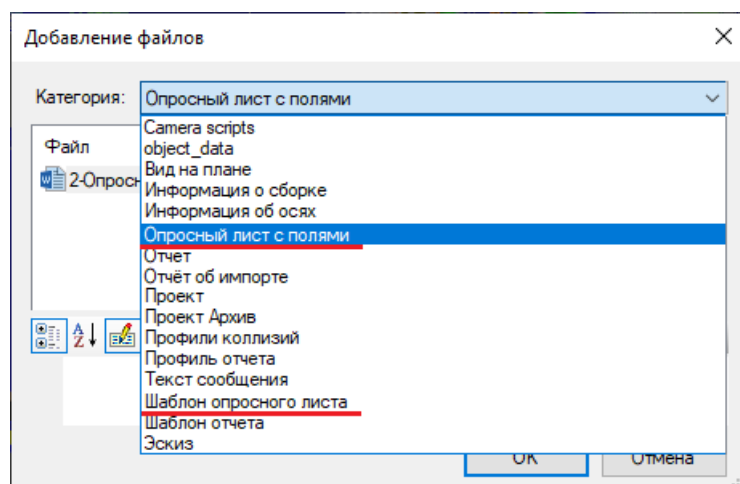 Добавление файлов
Категория:
Опросный лист с полями
Файл
2-Опросн
Camera scripts
object_data
Вид на плане
Информация о сборке
Информация об осях
Опросный лист с полями
Отчет
Отчёт об импорте
Проект
Проект Архив
Профили коллизий
Профиль отчета
Текст сообщения
Шаблон опросного листа
Шаблон отчета
Эскиз
OK
Отмена